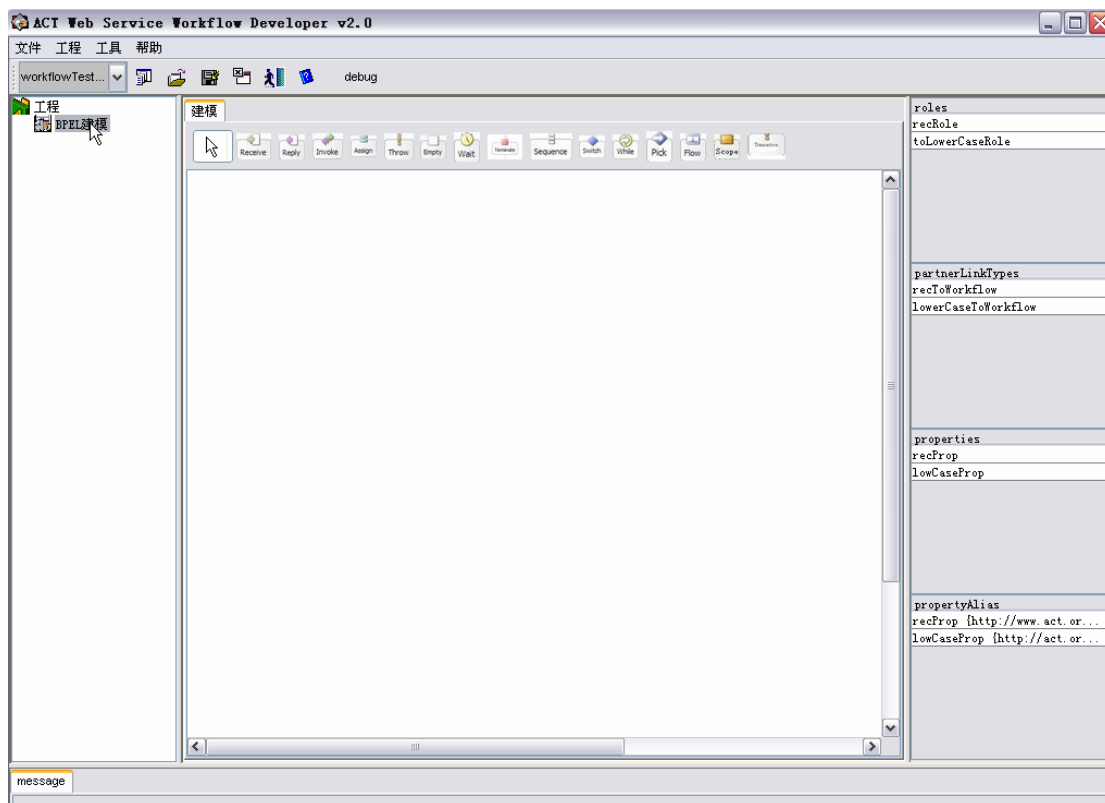 ACT Web Service Workflow Developer v2.0
文件 工程 工具 帮助
workflowTest... debug
工程
BPEL建模
建模
Receive Reply Invoke Assign Throw Empty Wait Terminate Sequence Switch While Pick Flow Scope
roles
recRole
toLowerCaseRole
partnerLinkTypes
recToWorkflow
lowerCaseToWorkflow
properties
recProp
lowCaseProp
propertyAlias
recProp {http://www.act.or...
lowCaseProp {http://act.or...
message